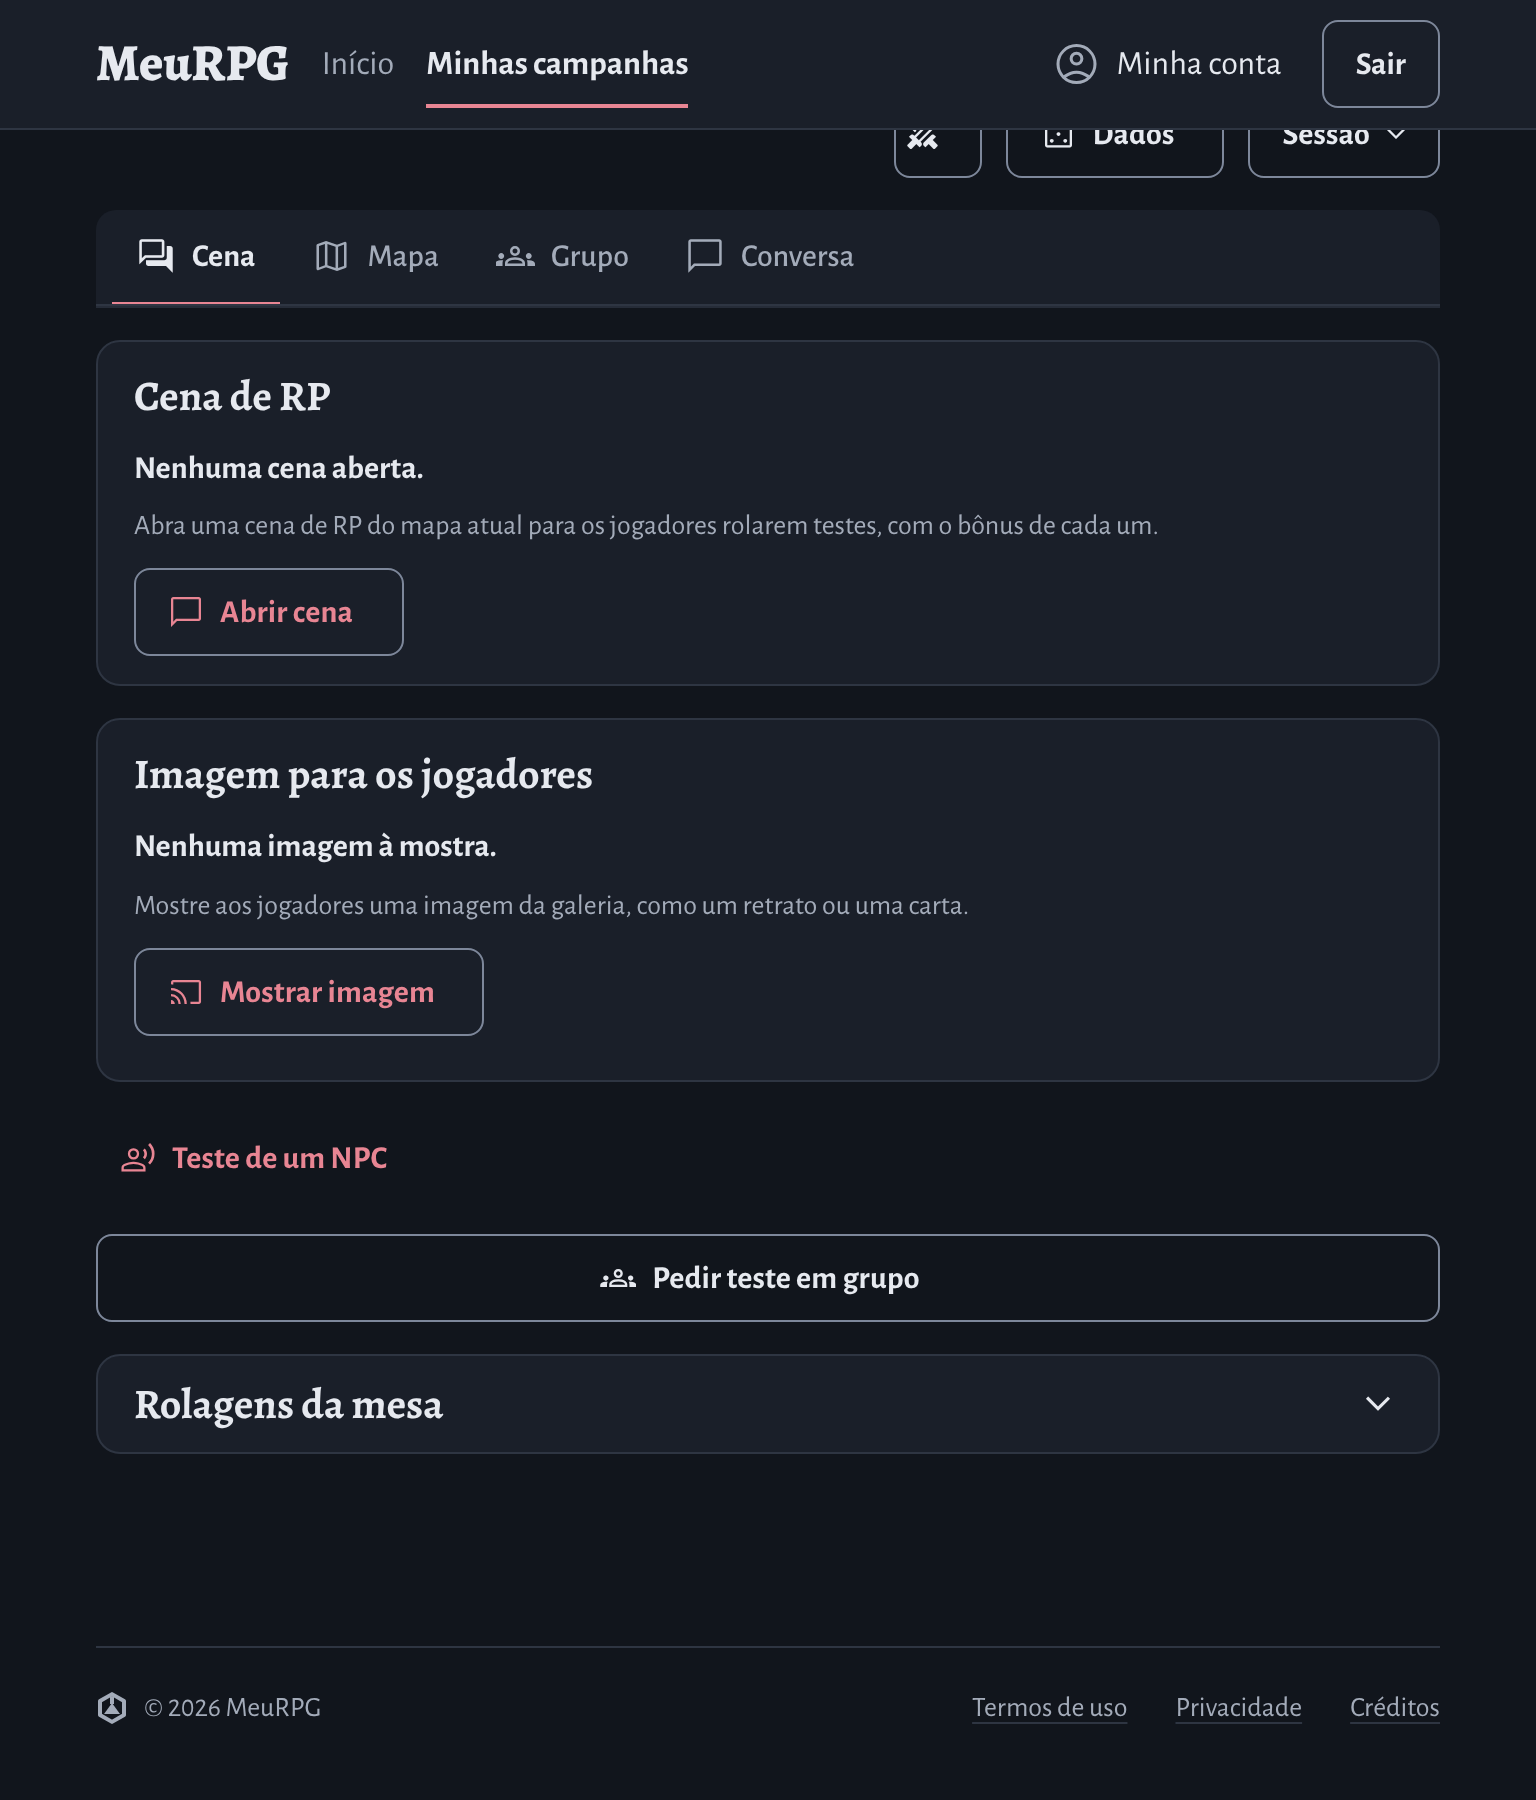 MeuRPG Início Minhas campanhas Minha conta Sair
Dados Sessão
Cena Mapa Grupo Conversa
Cena de RP
Nenhuma cena aberta.
Abra uma cena de RP do mapa atual para os jogadores rolarem testes, com o bônus de cada um.
Abrir cena
Imagem para os jogadores
Nenhuma imagem à mostra.
Mostre aos jogadores uma imagem da galeria, como um retrato ou uma carta.
Mostrar imagem
Teste de um NPC
Pedir teste em grupo
Rolagens da mesa
© 2026 MeuRPG Termos de uso Privacidade Créditos